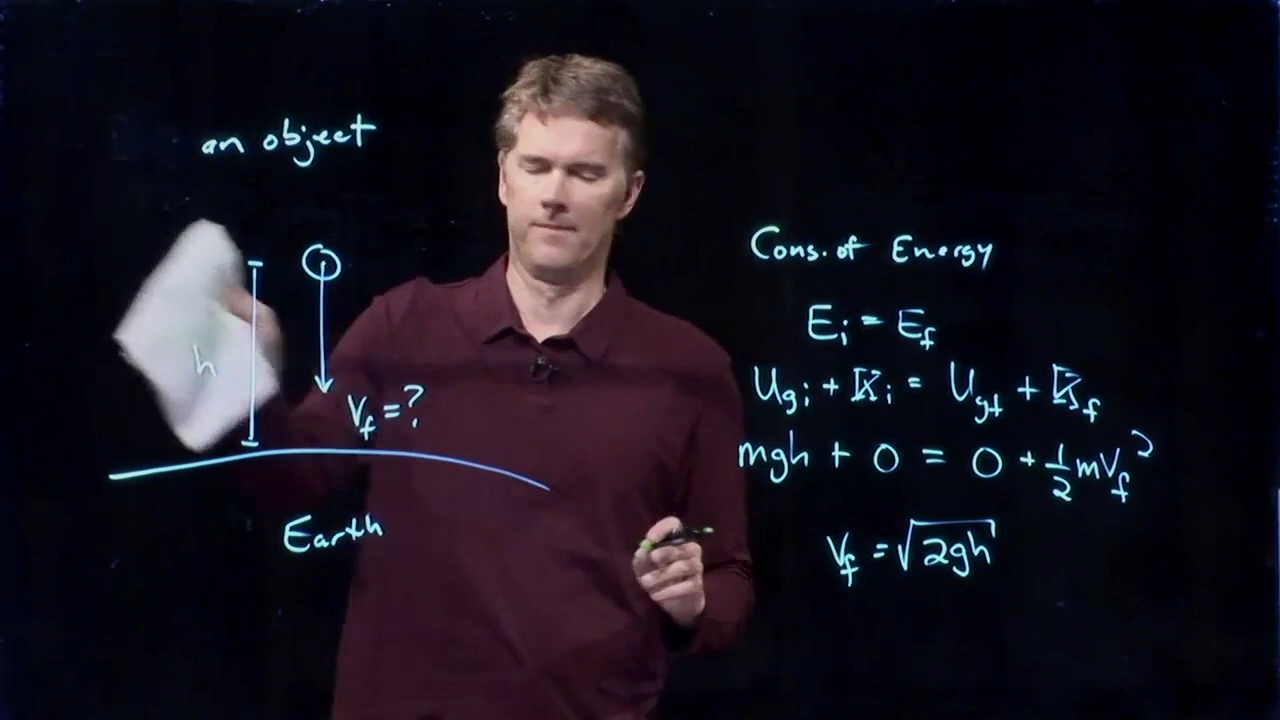 an object
h
V_f = ?
Earth
Cons. of Energy
E_i = E_f
U_gi + K_i = U_gf + K_f
mgh + 0 = 0 + 1/2 mV_f^2
V_f = √2gh